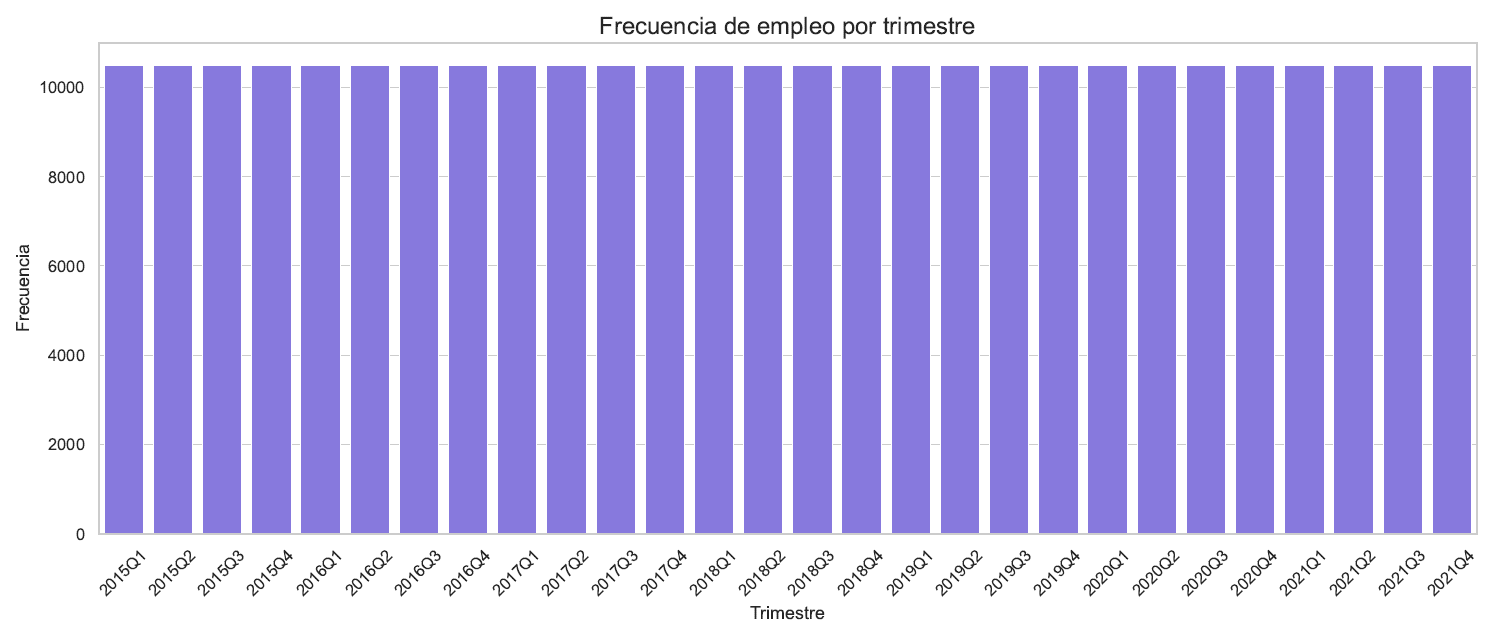 Frecuencia de empleo por trimestre
Frecuencia
10000
8000
6000
4000
2000
0
2015Q1
2015Q2
2015Q3
2015Q4
2016Q1
2016Q2
2016Q3
2016Q4
2017Q1
2017Q2
2017Q3
2017Q4
2018Q1
2018Q2
2018Q3
2018Q4
2019Q1
2019Q2
2019Q3
2019Q4
2020Q1
2020Q2
2020Q3
2020Q4
2021Q1
2021Q2
2021Q3
2021Q4
Trimestre